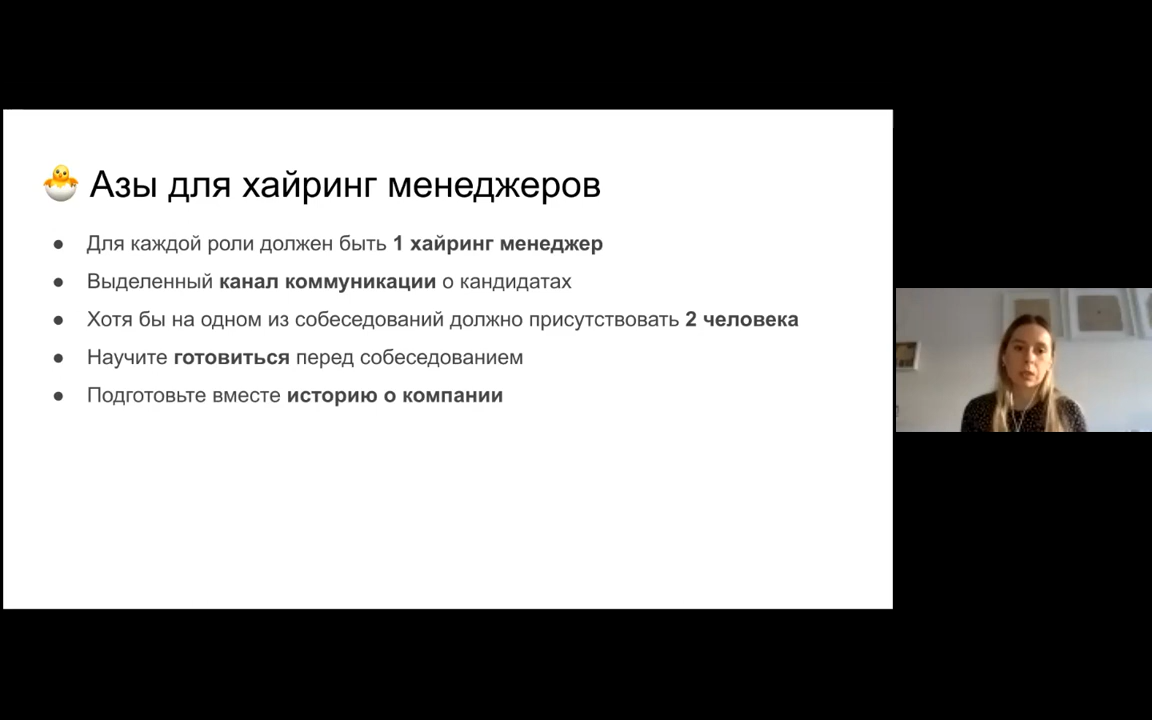 🐣 Азы для хайринг менеджеров
● Для каждой роли должен быть 1 хайринг менеджер
● Выделенный канал коммуникации о кандидатах
● Хотя бы на одном из собеседований должно присутствовать 2 человека
● Научите готовиться перед собеседованием
● Подготовьте вместе историю о компании